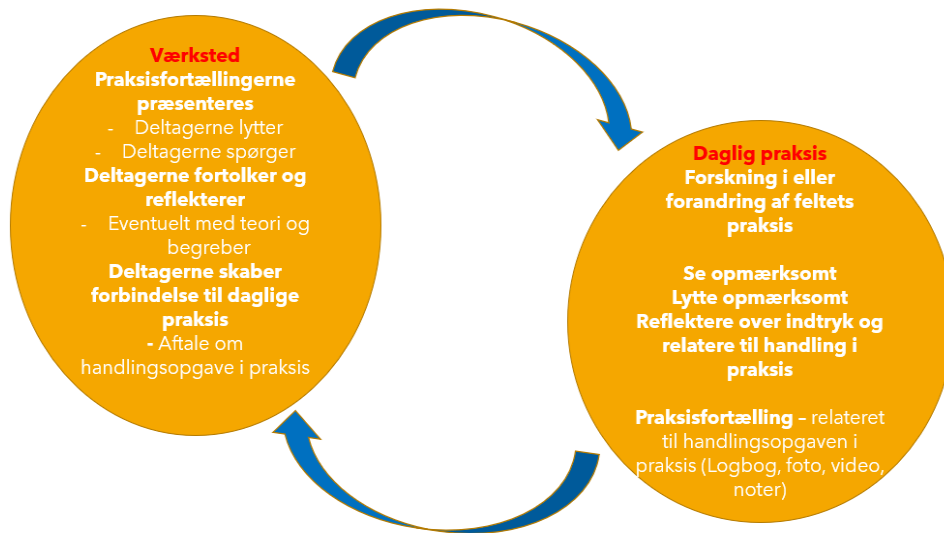 Værksted
Praksisfortællingerne
præsenteres
- Deltagerne lytter
- Deltagerne spørger
Deltagerne fortolker og
reflekterer
- Eventuelt med teori og
begreber
Deltagerne skaber
forbindelse til daglige
praksis
- Aftale om
handlingsopgave i praksis
Daglig praksis
Forskning i eller
forandring af feltets
praksis
Se opmærksomt
Lytte opmærksomt
Reflektere over indtryk og
relatere til handling i
praksis
Praksisfortælling – relateret
til handlingsopgaven i
praksis (Logbog, foto, video,
noter)